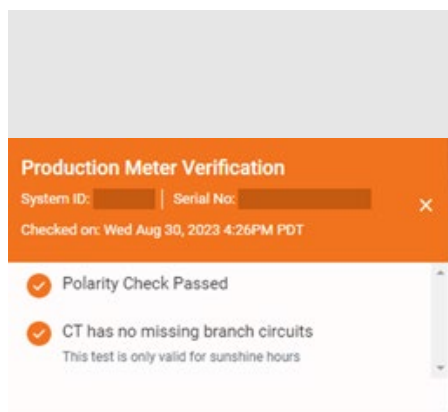 Production Meter Verification
System ID: | Serial No:
Checked on: Wed Aug 30, 2023 4:26PM PDT
Polarity Check Passed
CT has no missing branch circuits
This test is only valid for sunshine hours